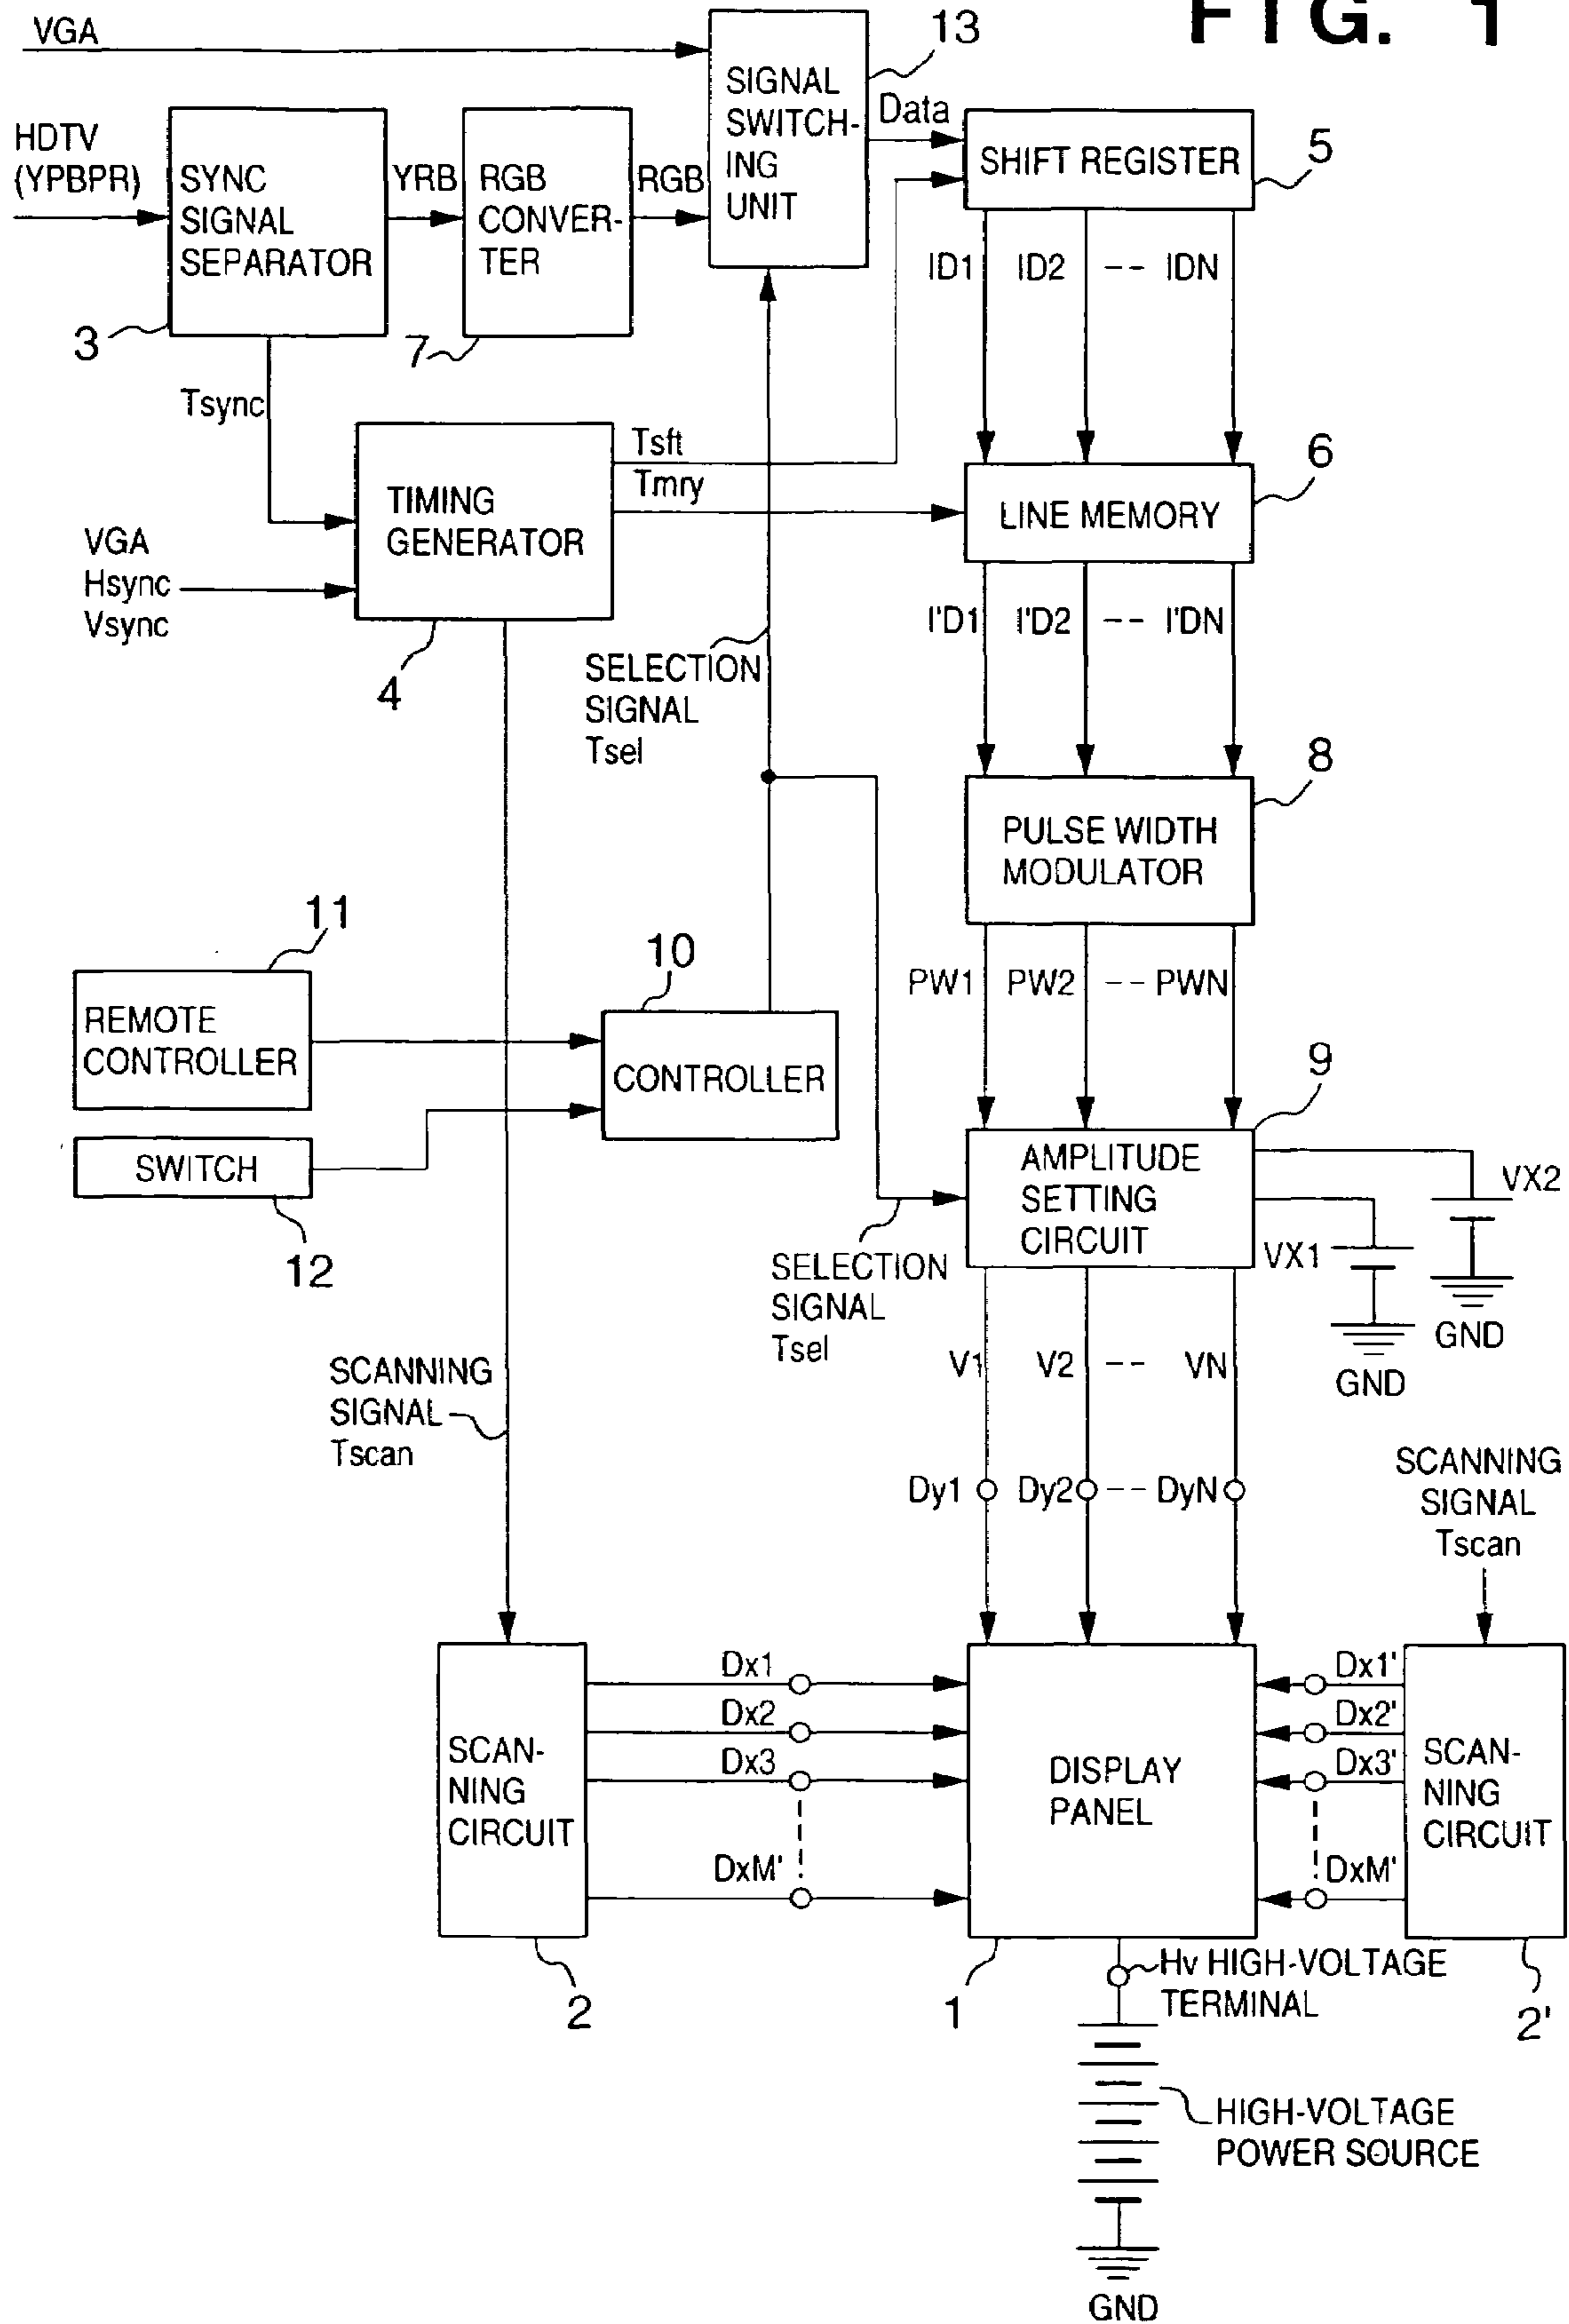 FIG. 1
VGA
13
SIGNAL
SWITCH-
ING
UNIT
Data
HDTV
(YPBPR)
SYNC
SIGNAL
SEPARATOR
YRB
RGB
CONVER-
TER
RGB
SHIFT REGISTER
5
3
7
ID1 ID2 -- IDN
Tsync
TIMING
GENERATOR
Tsft
Tmry
LINE MEMORY
6
VGA
Hsync
Vsync
4
SELECTION
SIGNAL
Tsel
I'D1 I'D2 -- I'DN
8
PULSE WIDTH
MODULATOR
11
REMOTE
CONTROLLER
10
CONTROLLER
PW1 PW2 -- PWN
SWITCH
12
9
AMPLITUDE
SETTING
CIRCUIT
VX2
VX1
GND
GND
SELECTION
SIGNAL
Tsel
V1 V2 -- VN
SCANNING
SIGNAL
Tscan
Dy1 Dy2 -- DyN
SCANNING
SIGNAL
Tscan
SCAN-
NING
CIRCUIT
2
Dx1
Dx2
Dx3
DxM'
DISPLAY
PANEL
1
Dx1'
Dx2'
Dx3'
DxM'
SCAN-
NING
CIRCUIT
2'
Hv HIGH-VOLTAGE
TERMINAL
HIGH-VOLTAGE
POWER SOURCE
GND